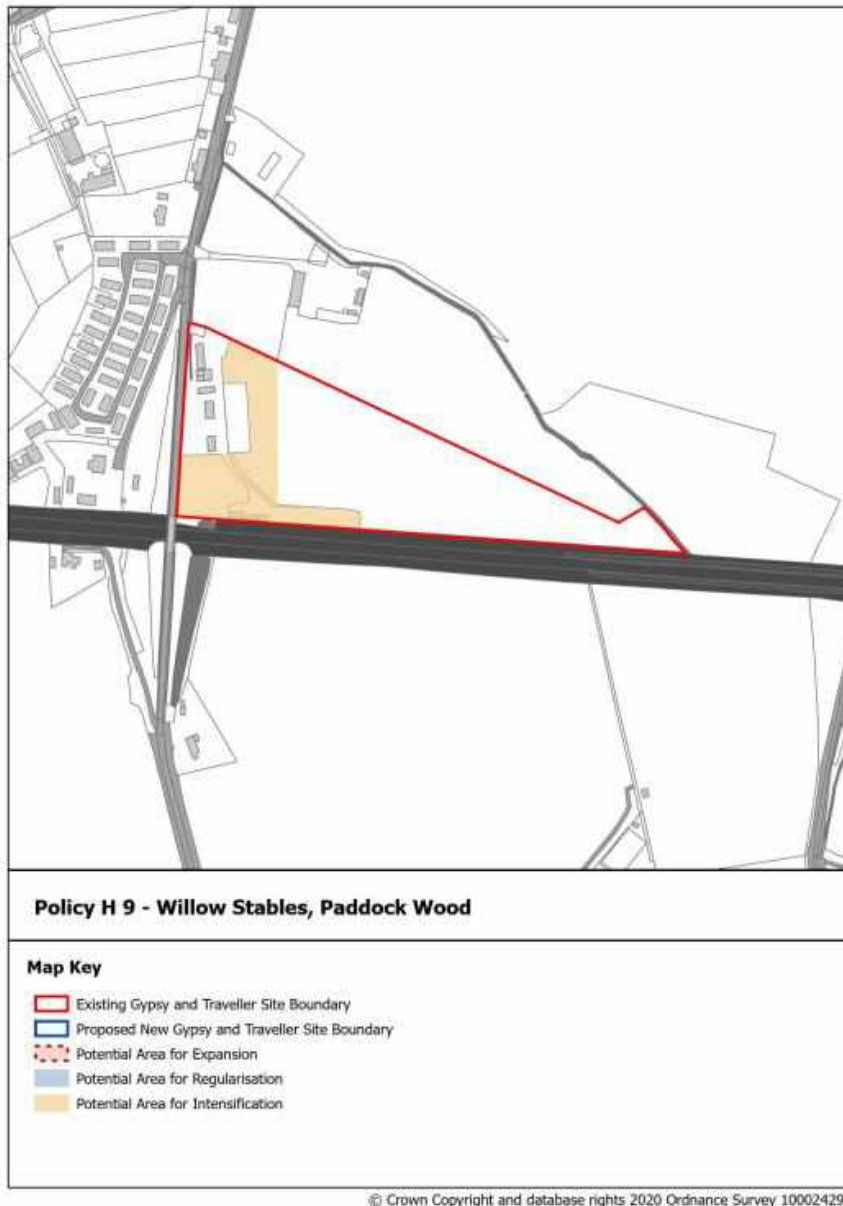 Policy H 9 - Willow Stables, Paddock Wood
Map Key
Existing Gypsy and Traveller Site Boundary
Proposed New Gypsy and Traveller Site Boundary
Potential Area for Expansion
Potential Area for Regularisation
Potential Area for Intensification
© Crown Copyright and database rights 2020 Ordnance Survey 10002429